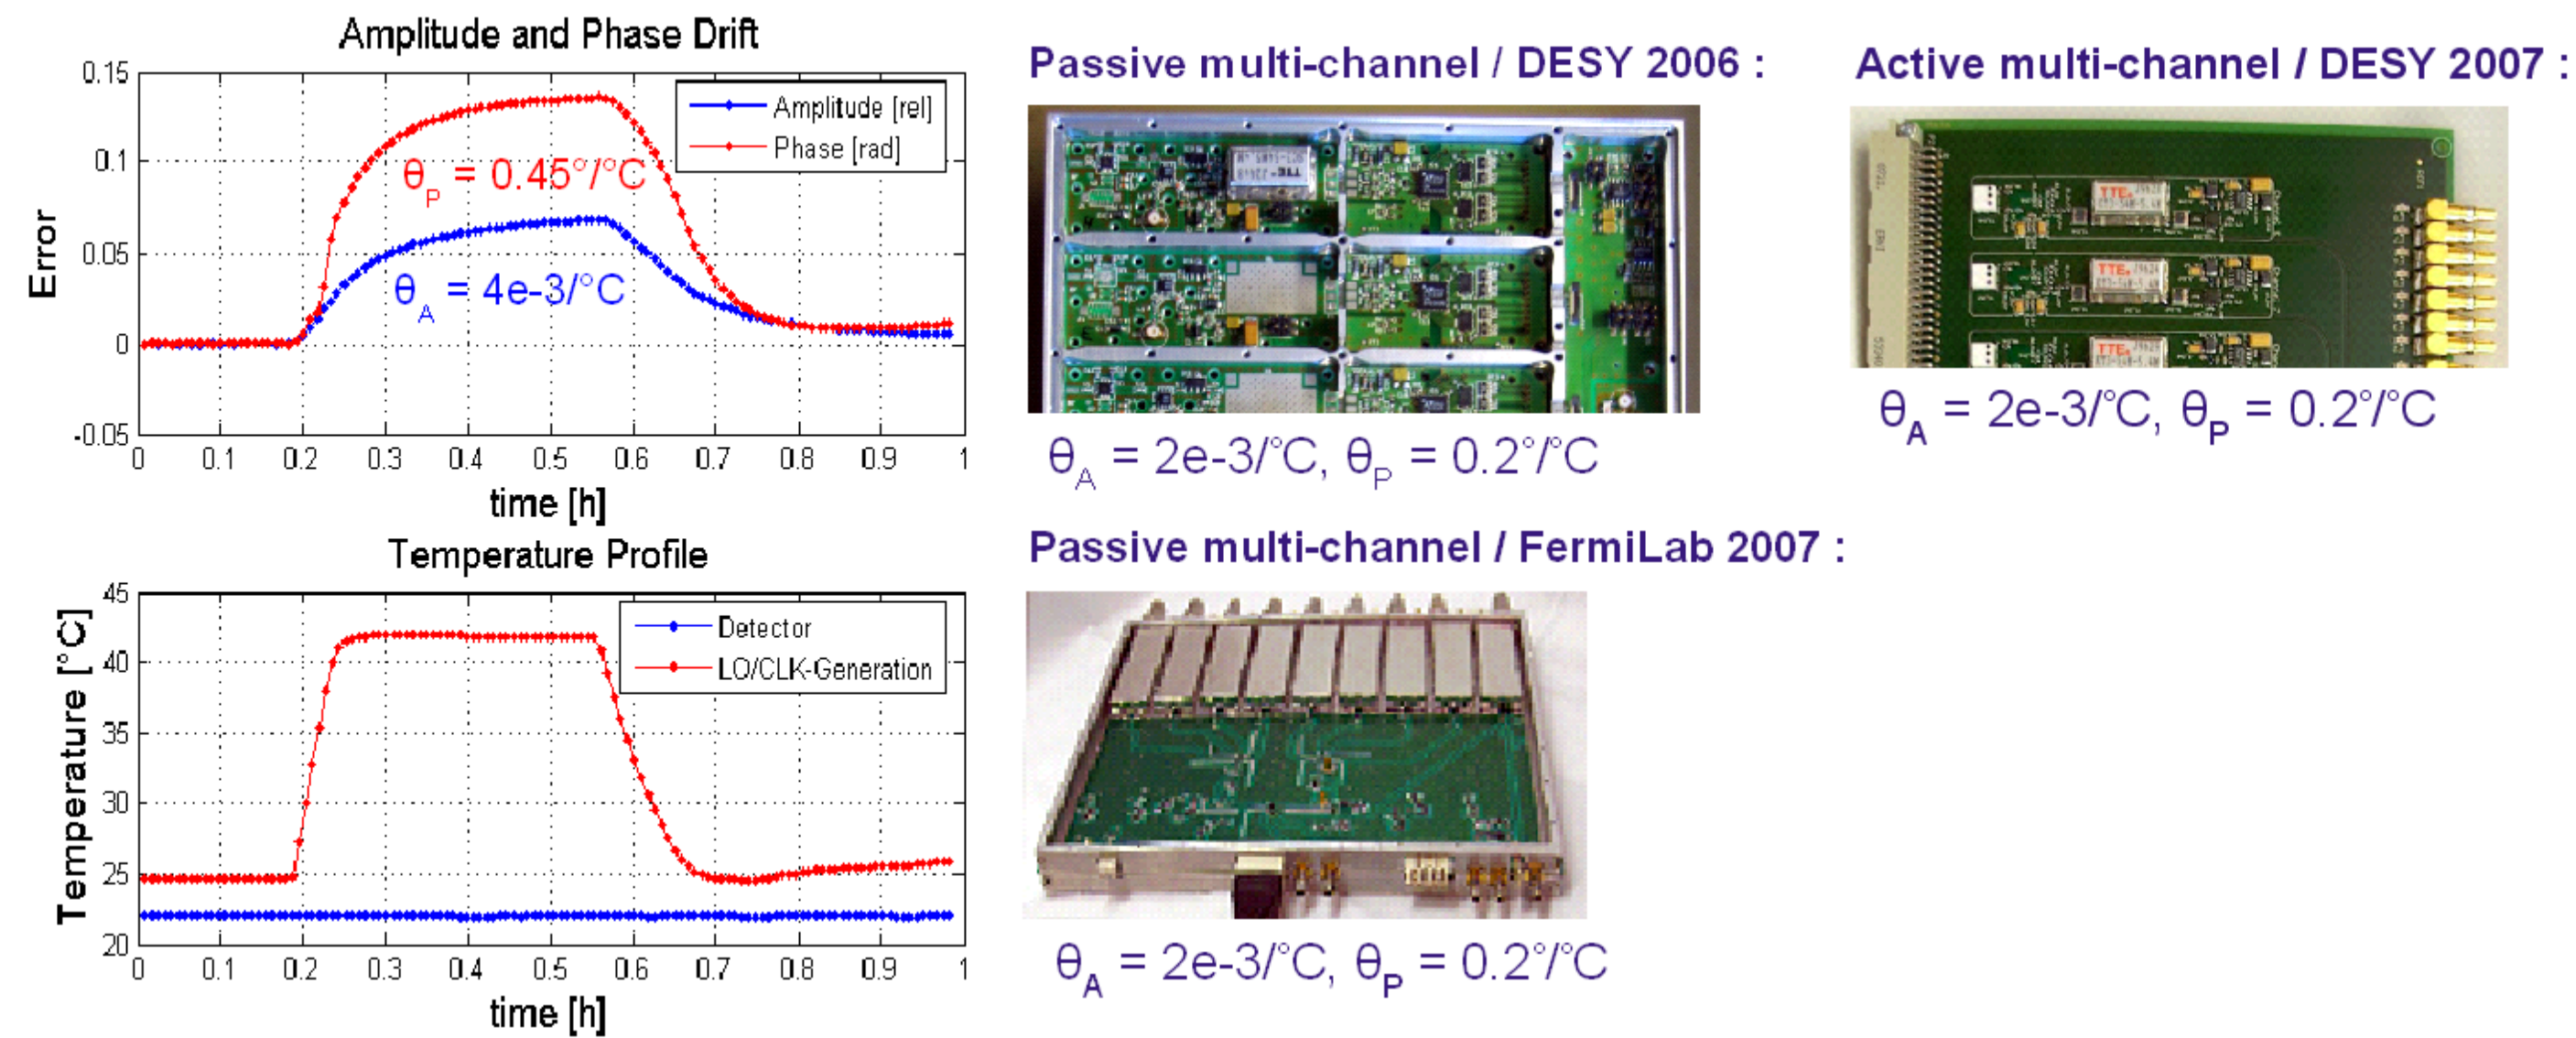 Amplitude and Phase Drift
0.15
0.1
0.05
0
-0.05
Error
Amplitude [rel]
Phase [rad]
θP = 0.45°/°C
θA = 4e-3/°C
0 0.1 0.2 0.3 0.4 0.5 0.6 0.7 0.8 0.9 1
time [h]
Temperature Profile
45
40
35
30
25
20
Temperature [°C]
Detector
LO/CLK-Generation
0 0.1 0.2 0.3 0.4 0.5 0.6 0.7 0.8 0.9 1
time [h]
Passive multi-channel / DESY 2006 :
TTE
θA = 2e-3/°C, θP = 0.2°/°C
Active multi-channel / DESY 2007 :
TTE
TTE
TTE
θA = 2e-3/°C, θP = 0.2°/°C
Passive multi-channel / FermiLab 2007 :
θA = 2e-3/°C, θP = 0.2°/°C